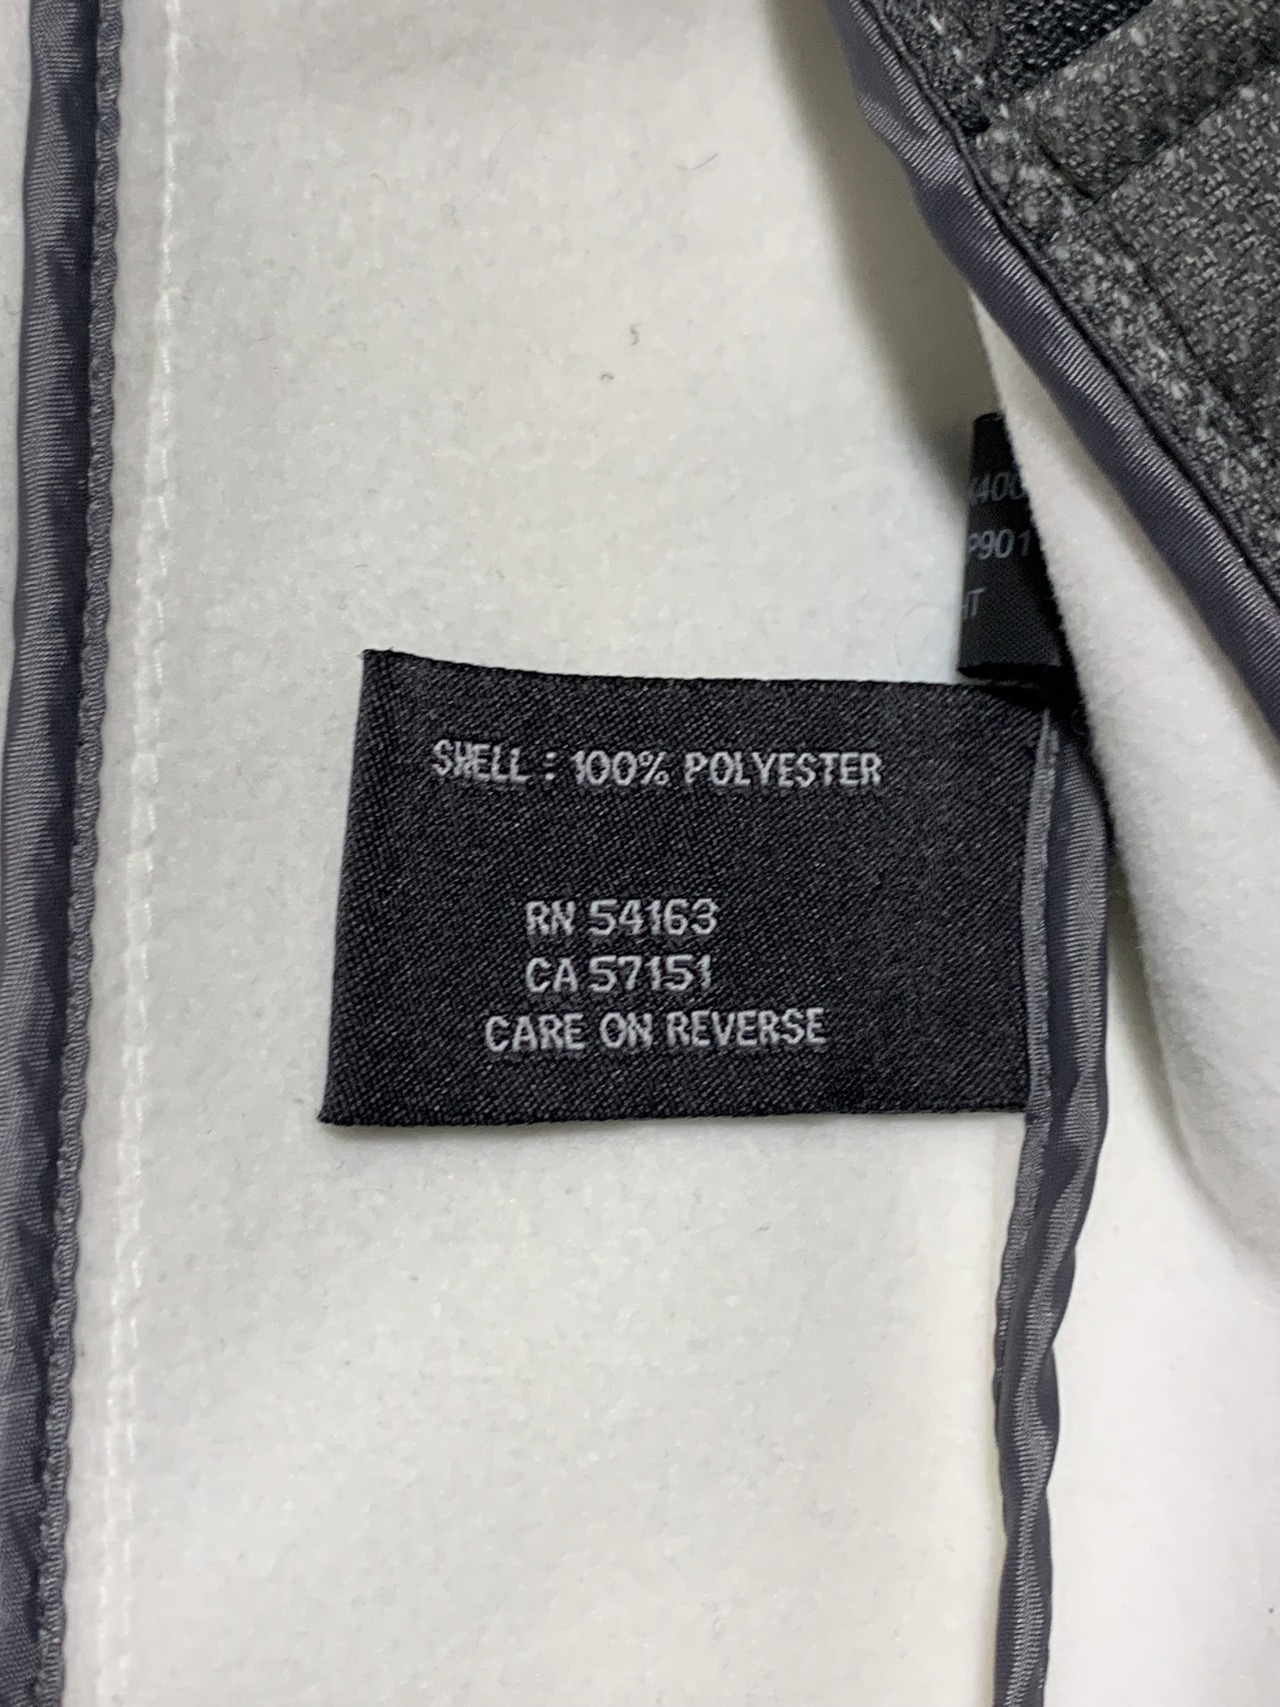 SHELL : 100% POLYESTER
RN 54163
CA 57151
CARE ON REVERSE